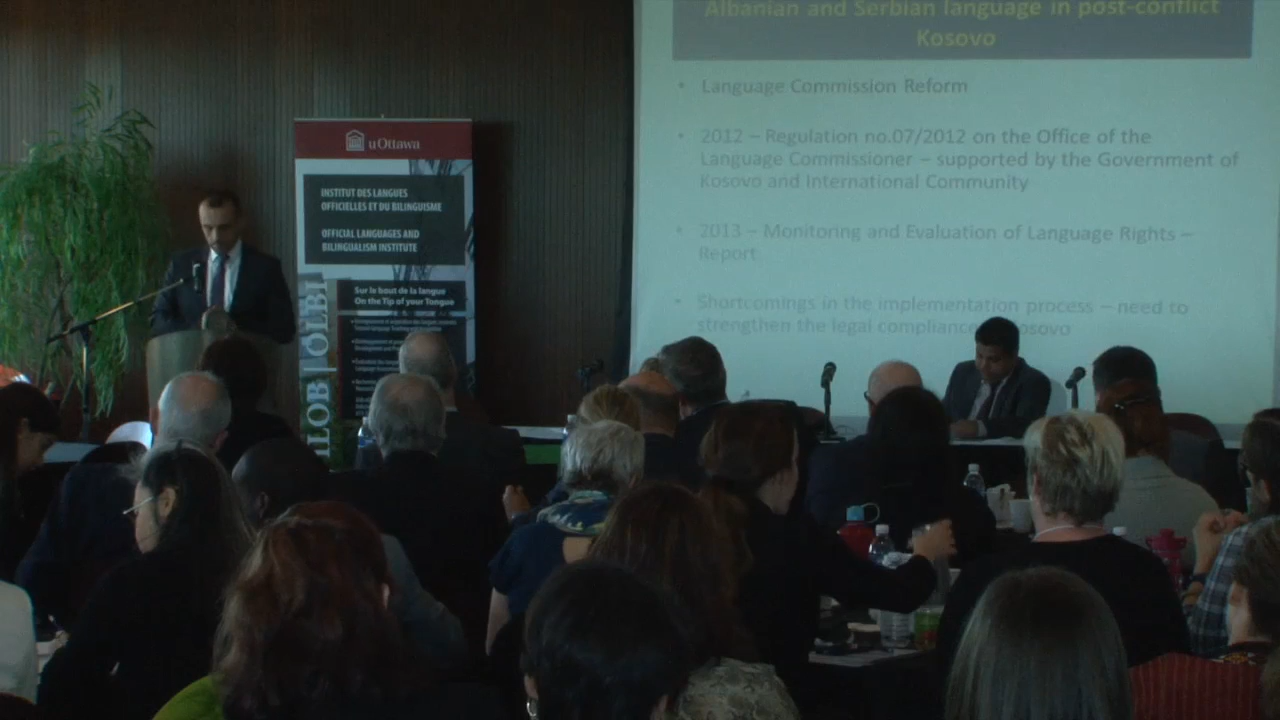 Albanian and Serbian language in post-conflict
Kosovo
• Language Commission Reform
• 2012 – Regulation no.07/2012 on the Office of the
Language Commissioner – supported by the Government of
Kosovo and International Community
• 2013 – Monitoring and Evaluation of Language Rights –
Report
• Shortcomings in the implementation process – need to
strengthen the legal compliance osovo
uOttawa
INSTITUT DES LANGUES
OFFICIELLES ET DU BILINGUISME
OFFICIAL LANGUAGES AND
BILINGUALISM INSTITUTE
Sur le bout de la langue
On the Tip of your Tongue
ILOB | OLBI